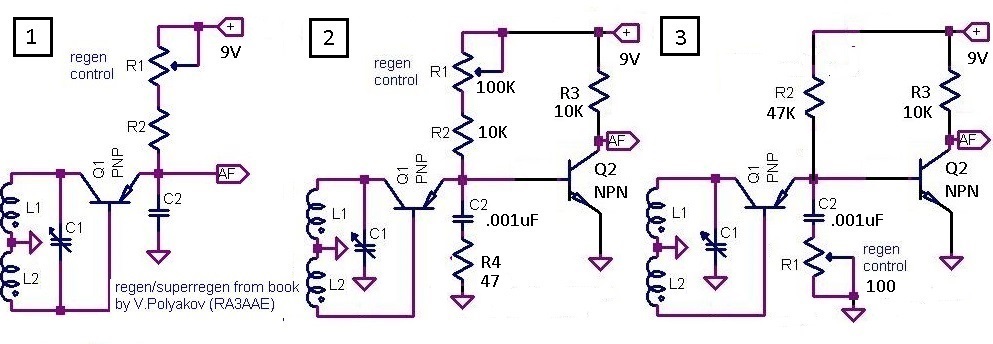 1
regen
control
R1
+
9V
R2
Q1
PNP
AF
C2
L1
C1
L2
regen/superregen from book
by V.Polyakov (RA3AAE)
2
regen
control
R1
100K
R2
10K
+
9V
R3
10K
AF
Q1
PNP
Q2
NPN
C2
.001uF
L1
C1
L2
R4
47
3
R2
47K
+
9V
R3
10K
AF
Q1
PNP
Q2
NPN
C2
.001uF
L1
C1
L2
R1
regen
control
100